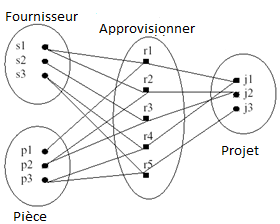 Fournisseur
Approvisionner
s1
s2
s3
r1
r2
r3
r4
r5
j1
j2
j3
p1
p2
p3
Projet
Pièce